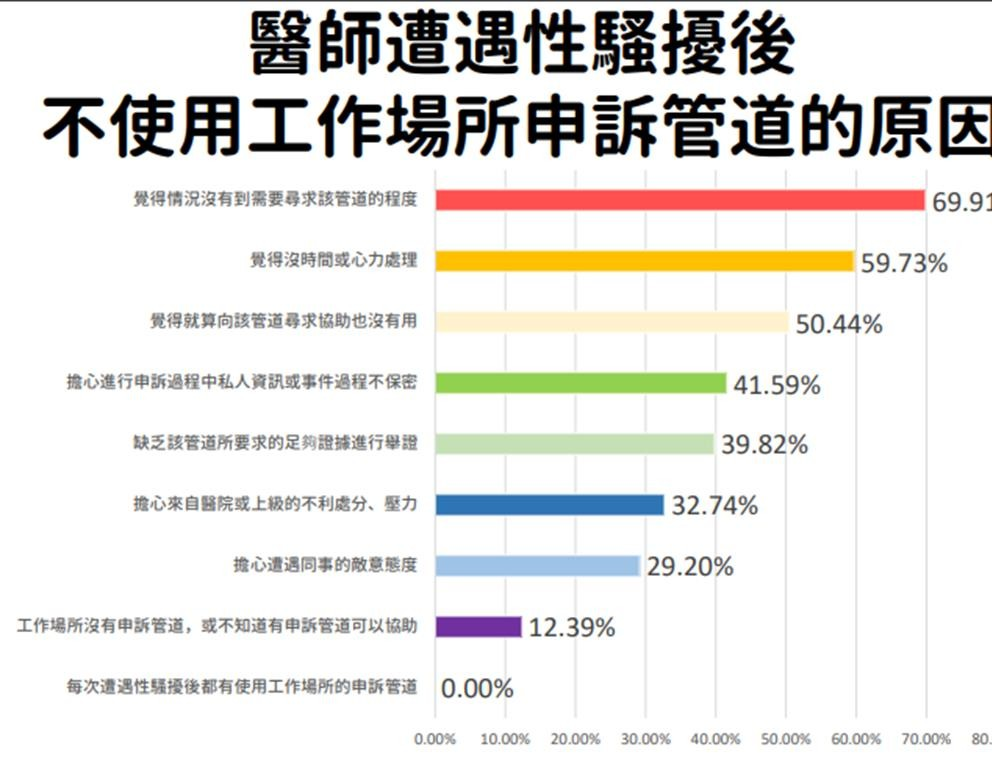 醫師遭遇性騷擾後
不使用工作場所申訴管道的原因
覺得情況沒有到需要尋求該管道的程度 69.91
覺得沒時間或心力處理 59.73%
覺得就算向該管道尋求協助也沒有用 50.44%
擔心進行申訴過程中私人資訊或事件過程不保密 41.59%
缺乏該管道所要求的足夠證據進行舉證 39.82%
擔心來自醫院或上級的不利處分、壓力 32.74%
擔心遭遇同事的敵意態度 29.20%
工作場所沒有申訴管道，或不知道有申訴管道可以協助 12.39%
每次遭遇性騷擾後都有使用工作場所的申訴管道 0.00%
0.00% 10.00% 20.00% 30.00% 40.00% 50.00% 60.00% 70.00% 80.